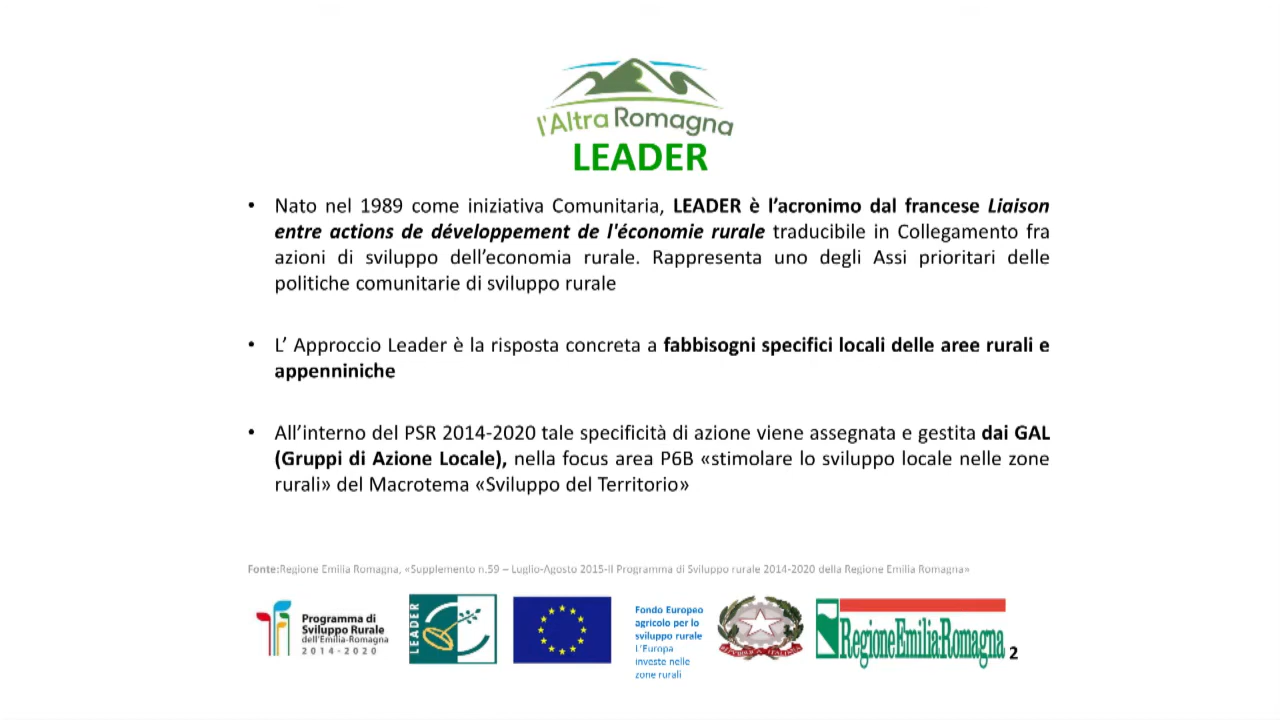 l'Altra Romagna
LEADER
• Nato nel 1989 come iniziativa Comunitaria, LEADER è l’acronimo dal francese Liaison
entre actions de développement de l'économie rurale traducibile in Collegamento fra
azioni di sviluppo dell’economia rurale. Rappresenta uno degli Assi prioritari delle
politiche comunitarie di sviluppo rurale
• L’ Approccio Leader è la risposta concreta a fabbisogni specifici locali delle aree rurali e
appenniniche
• All’interno del PSR 2014-2020 tale specificità di azione viene assegnata e gestita dai GAL
(Gruppi di Azione Locale), nella focus area P6B «stimolare lo sviluppo locale nelle zone
rurali» del Macrotema «Sviluppo del Territorio»
Fonte:Regione Emilia Romagna, «Supplemento n.59 – Luglio-Agosto 2015-Il Programma di Sviluppo rurale 2014-2020 della Regione Emilia Romagna»
Programma di
Sviluppo Rurale
dell'Emilia-Romagna
2014-2020
LEADER
Fondo Europeo
agricolo per lo
sviluppo rurale
L'Europa
investe nelle
zone rurali
REPVBBLICA ITALIANA
RegioneEmilia-Romagna
2